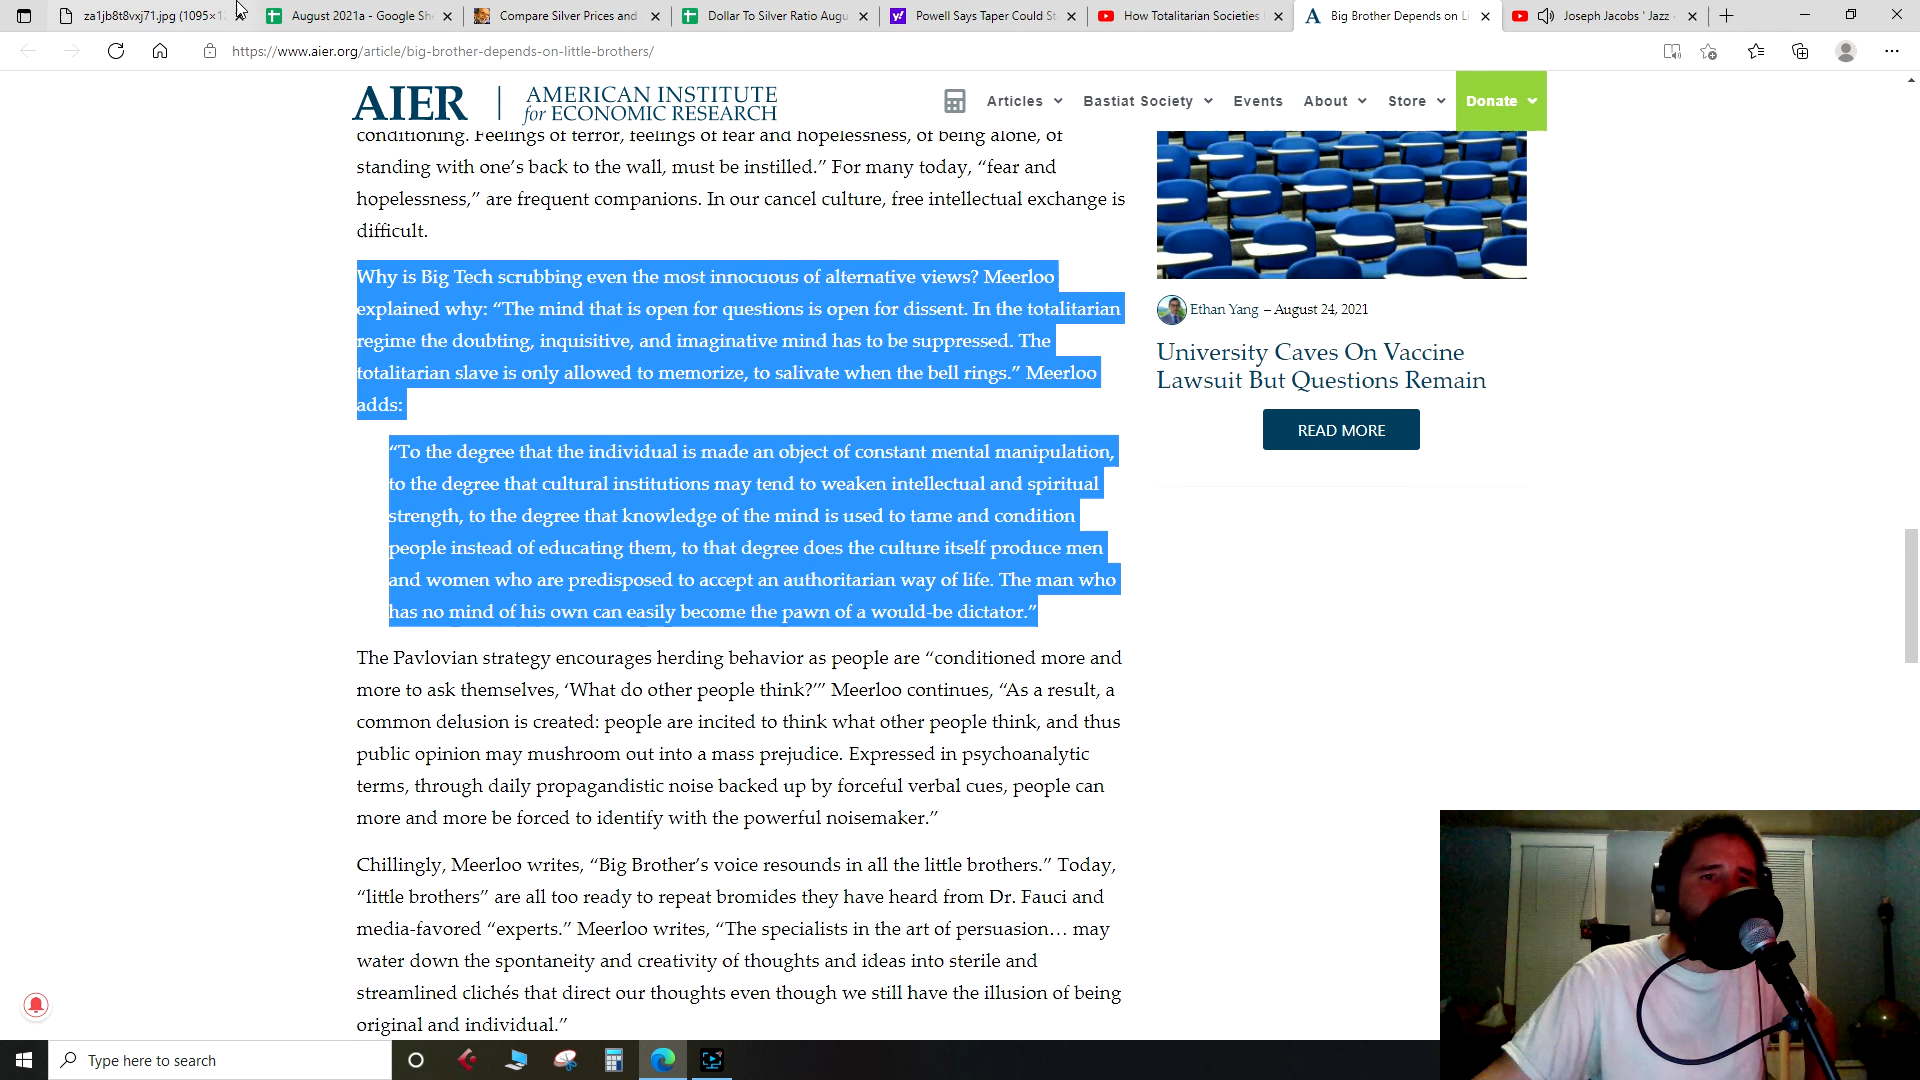 za1jb8t8vxj71.jpg (1095×1
August 2021a - Google She
Compare Silver Prices and
Dollar To Silver Ratio Augu
Powell Says Taper Could St
How Totalitarian Societies
Big Brother Depends on Li
Joseph Jacobs ' Jazz
https://www.aier.org/article/big-brother-depends-on-little-brothers/
AIER | AMERICAN INSTITUTE
for ECONOMIC RESEARCH
Articles
Bastiat Society
Events
About
Store
Donate
conditioning. Feelings of terror, feelings of fear and hopelessness, of being alone, of
standing with one’s back to the wall, must be instilled.” For many today, “fear and
hopelessness,” are frequent companions. In our cancel culture, free intellectual exchange is
difficult.
Why is Big Tech scrubbing even the most innocuous of alternative views? Meerloo
explained why: “The mind that is open for questions is open for dissent. In the totalitarian
regime the doubting, inquisitive, and imaginative mind has to be suppressed. The
totalitarian slave is only allowed to memorize, to salivate when the bell rings.” Meerloo
adds:
“To the degree that the individual is made an object of constant mental manipulation,
to the degree that cultural institutions may tend to weaken intellectual and spiritual
strength, to the degree that knowledge of the mind is used to tame and condition
people instead of educating them, to that degree does the culture itself produce men
and women who are predisposed to accept an authoritarian way of life. The man who
has no mind of his own can easily become the pawn of a would-be dictator.”
The Pavlovian strategy encourages herding behavior as people are “conditioned more and
more to ask themselves, ‘What do other people think?’” Meerloo continues, “As a result, a
common delusion is created: people are incited to think what other people think, and thus
public opinion may mushroom out into a mass prejudice. Expressed in psychoanalytic
terms, through daily propagandistic noise backed up by forceful verbal cues, people can
more and more be forced to identify with the powerful noisemaker.”
Chillingly, Meerloo writes, “Big Brother’s voice resounds in all the little brothers.” Today,
“little brothers” are all too ready to repeat bromides they have heard from Dr. Fauci and
media-favored “experts.” Meerloo writes, “The specialists in the art of persuasion… may
water down the spontaneity and creativity of thoughts and ideas into sterile and
streamlined clichés that direct our thoughts even though we still have the illusion of being
original and individual.”
Ethan Yang – August 24, 2021
University Caves On Vaccine
Lawsuit But Questions Remain
READ MORE
Type here to search